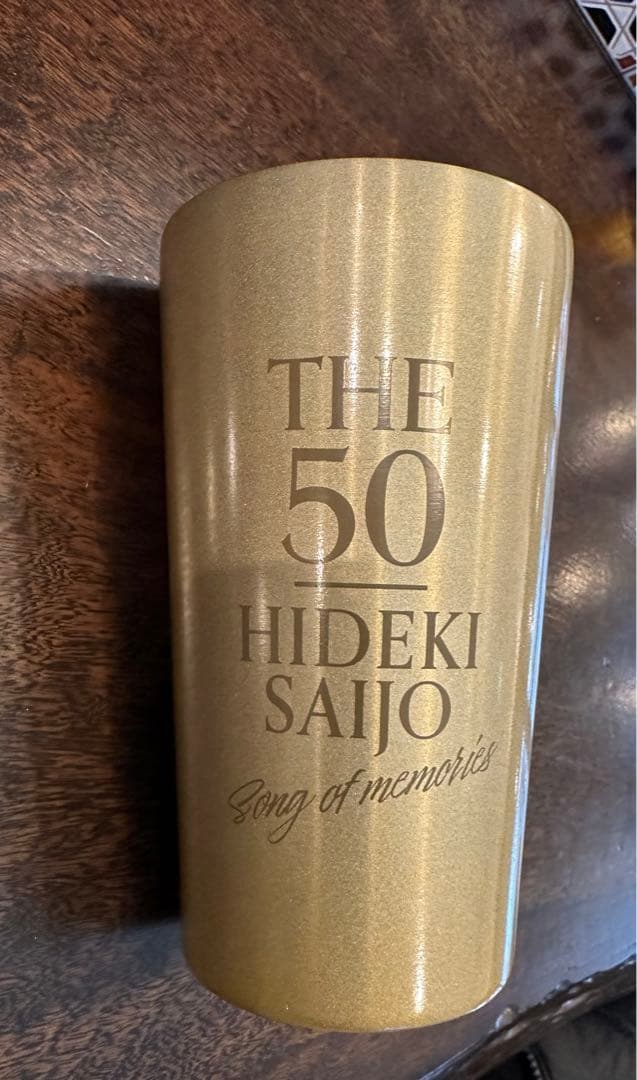 THE
50
HIDEKI
SAIJO
Song of memories